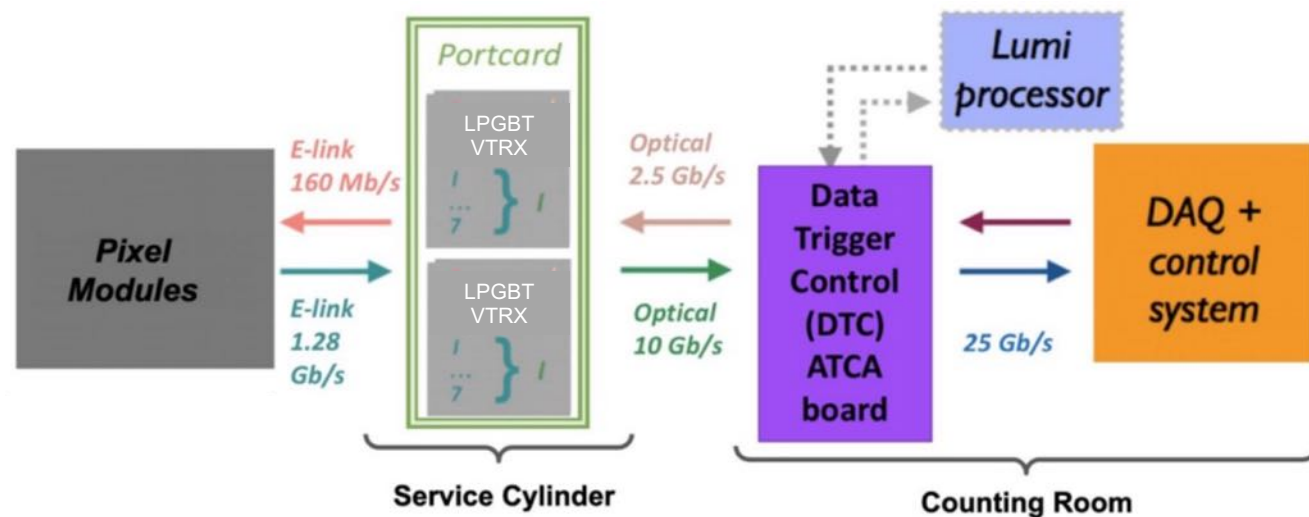 Pixel
Modules
E-link
160 Mb/s
E-link
1.28
Gb/s
Portcard
LPGBT
VTRX
1
...
7
} 1
LPGBT
VTRX
1
...
7
} 1
Service Cylinder
Optical
2.5 Gb/s
Optical
10 Gb/s
Data
Trigger
Control
(DTC)
ATCA
board
Lumi
processor
25 Gb/s
DAQ +
control
system
Counting Room